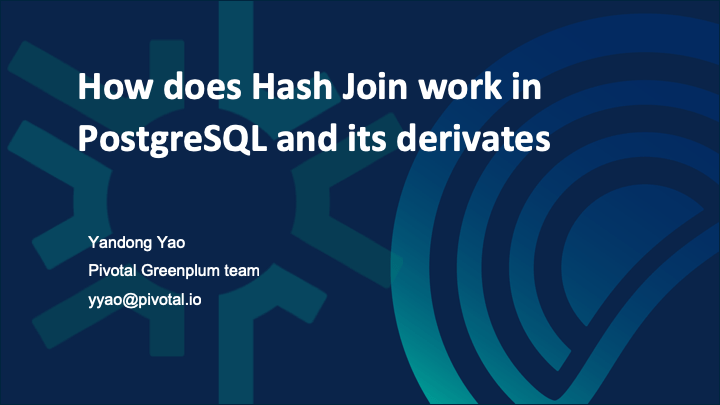 How does Hash Join work in
PostgreSQL and its derivates
Yandong Yao
Pivotal Greenplum team
yyao@pivotal.io